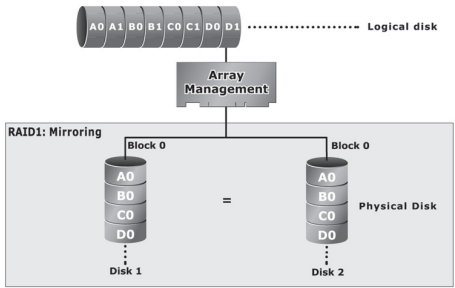 A0 A1 B0 B1 C0 C1 D0 D1 Logical disk
Array
Management
RAID1: Mirroring
Block 0 Block 0
A0 A0
B0 = B0
C0 C0 Physical Disk
D0 D0
Disk 1 Disk 2